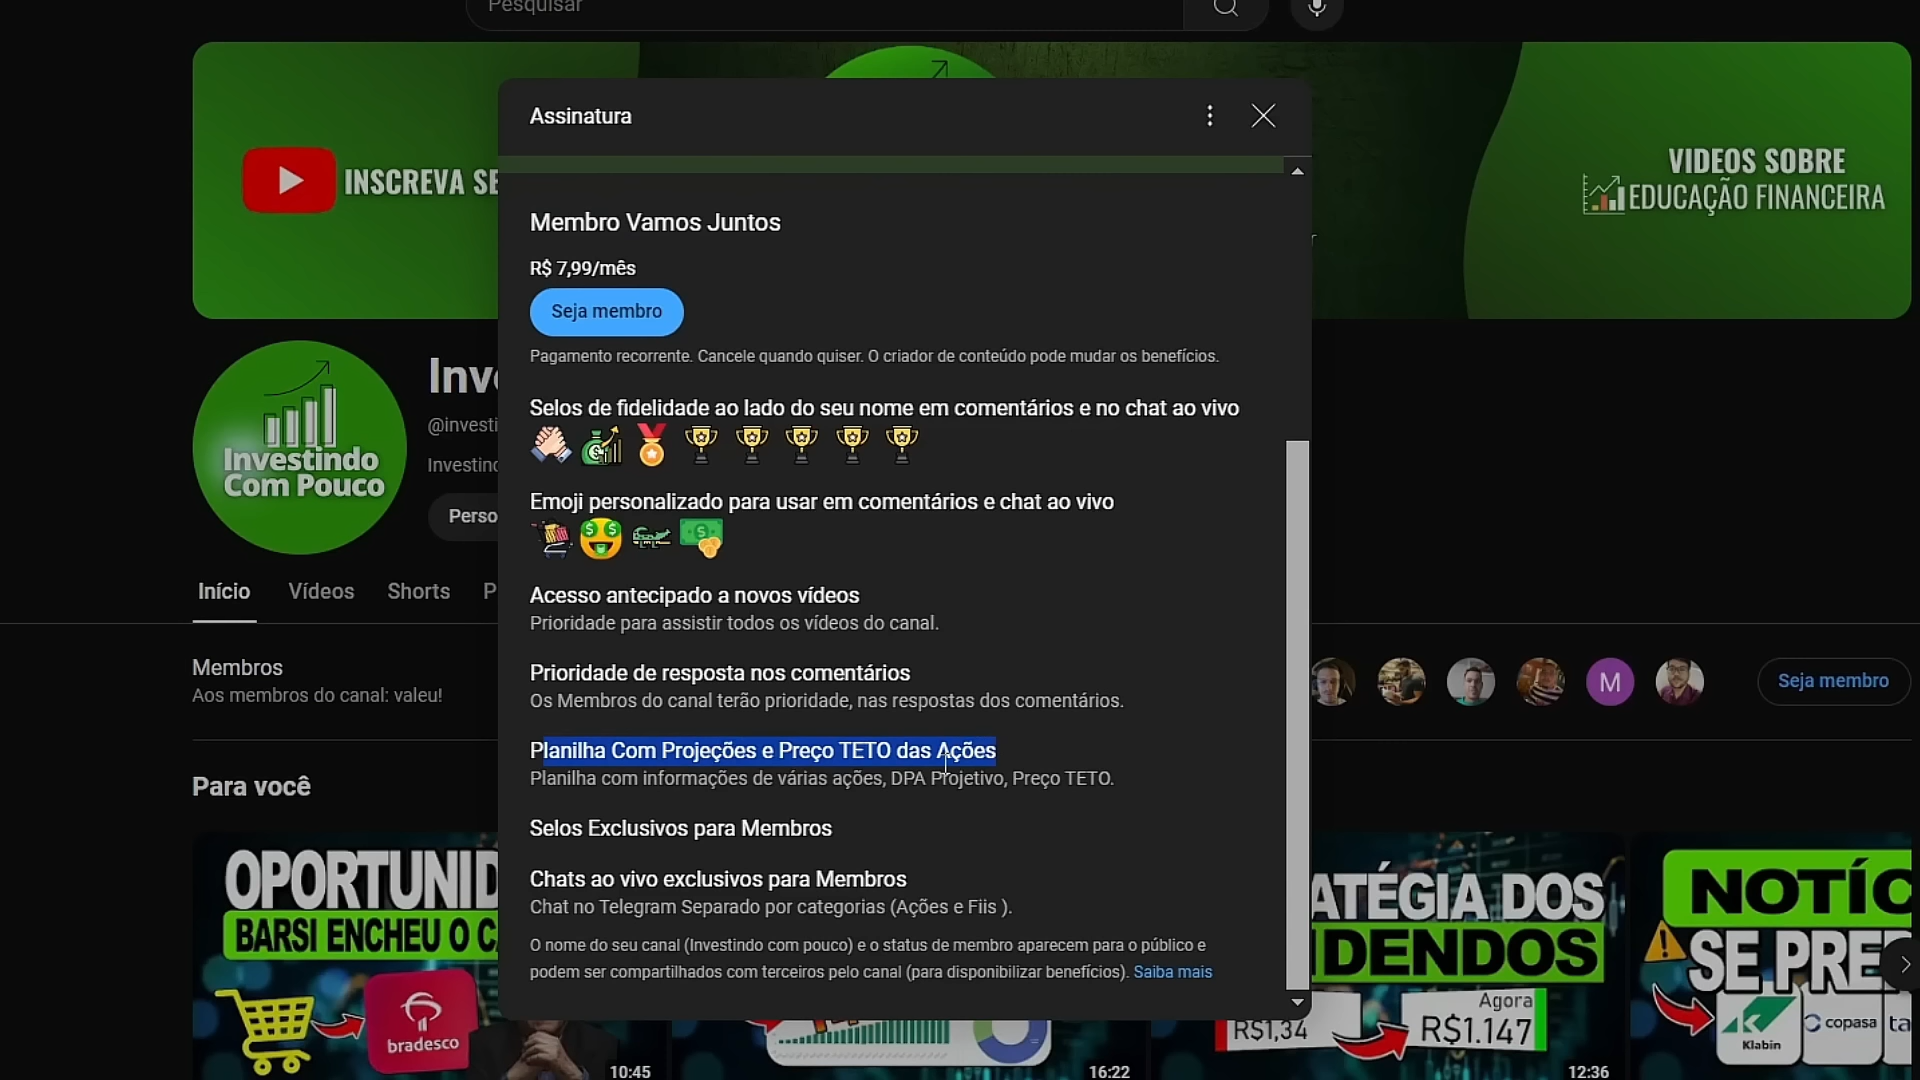 Pesquisar
INSCREVA SE
VIDEOS SOBRE
EDUCAÇÃO FINANCEIRA
Assinatura
Membro Vamos Juntos
R$ 7,99/mês
Seja membro
Pagamento recorrente. Cancele quando quiser. O criador de conteúdo pode mudar os benefícios.
Selos de fidelidade ao lado do seu nome em comentários e no chat ao vivo
Emoji personalizado para usar em comentários e chat ao vivo
Acesso antecipado a novos vídeos
Prioridade para assistir todos os vídeos do canal.
Prioridade de resposta nos comentários
Os Membros do canal terão prioridade, nas respostas dos comentários.
Planilha Com Projeções e Preço TETO das Ações
Planilha com informações de várias ações, DPA Projetivo, Preço TETO.
Selos Exclusivos para Membros
Chats ao vivo exclusivos para Membros
Chat no Telegram Separado por categorias (Ações e Fiis ).
O nome do seu canal (Investindo com pouco) e o status de membro aparecem para o público e
podem ser compartilhados com terceiros pelo canal (para disponibilizar benefícios). Saiba mais
Investindo
Com Pouco
Inv
@investi
Investind
Perso
Início Vídeos Shorts P
Membros
Aos membros do canal: valeu!
M
Seja membro
Para você
OPORTUNID
BARSI ENCHEU O C
bradesco
10:45
16:22
ATÉGIA DOS
IDENDOS
R$1,34
Agora
R$1.147
12:36
NOTÍC
SE PRE
Klabin
copasa
ta